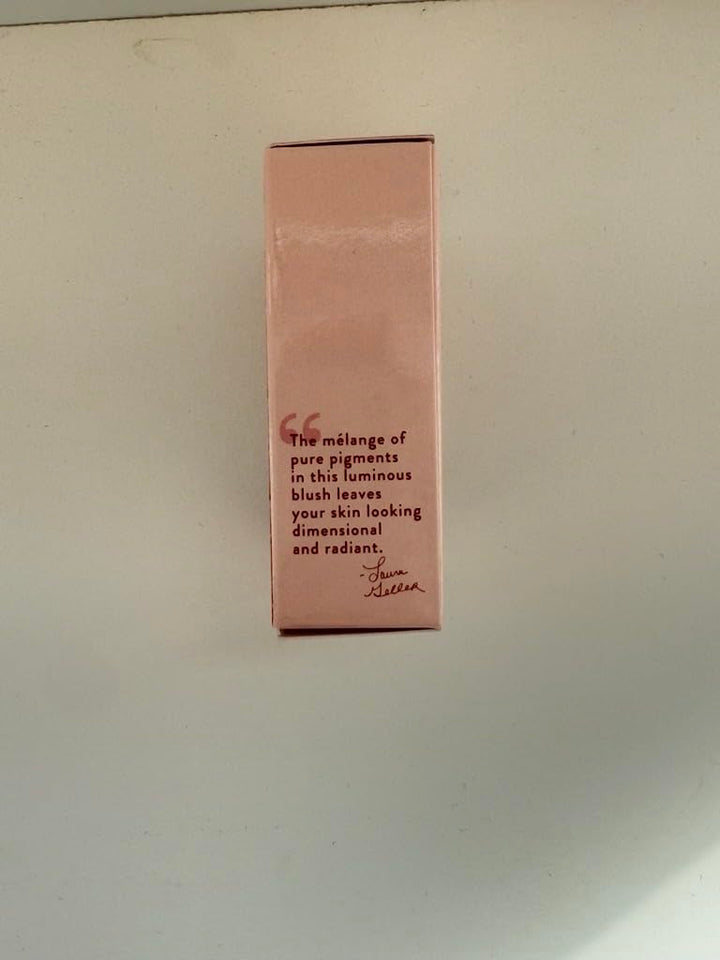 “
The mélange of
pure pigments
in this luminous
blush leaves
your skin looking
dimensional
and radiant.
-Laura
Geller